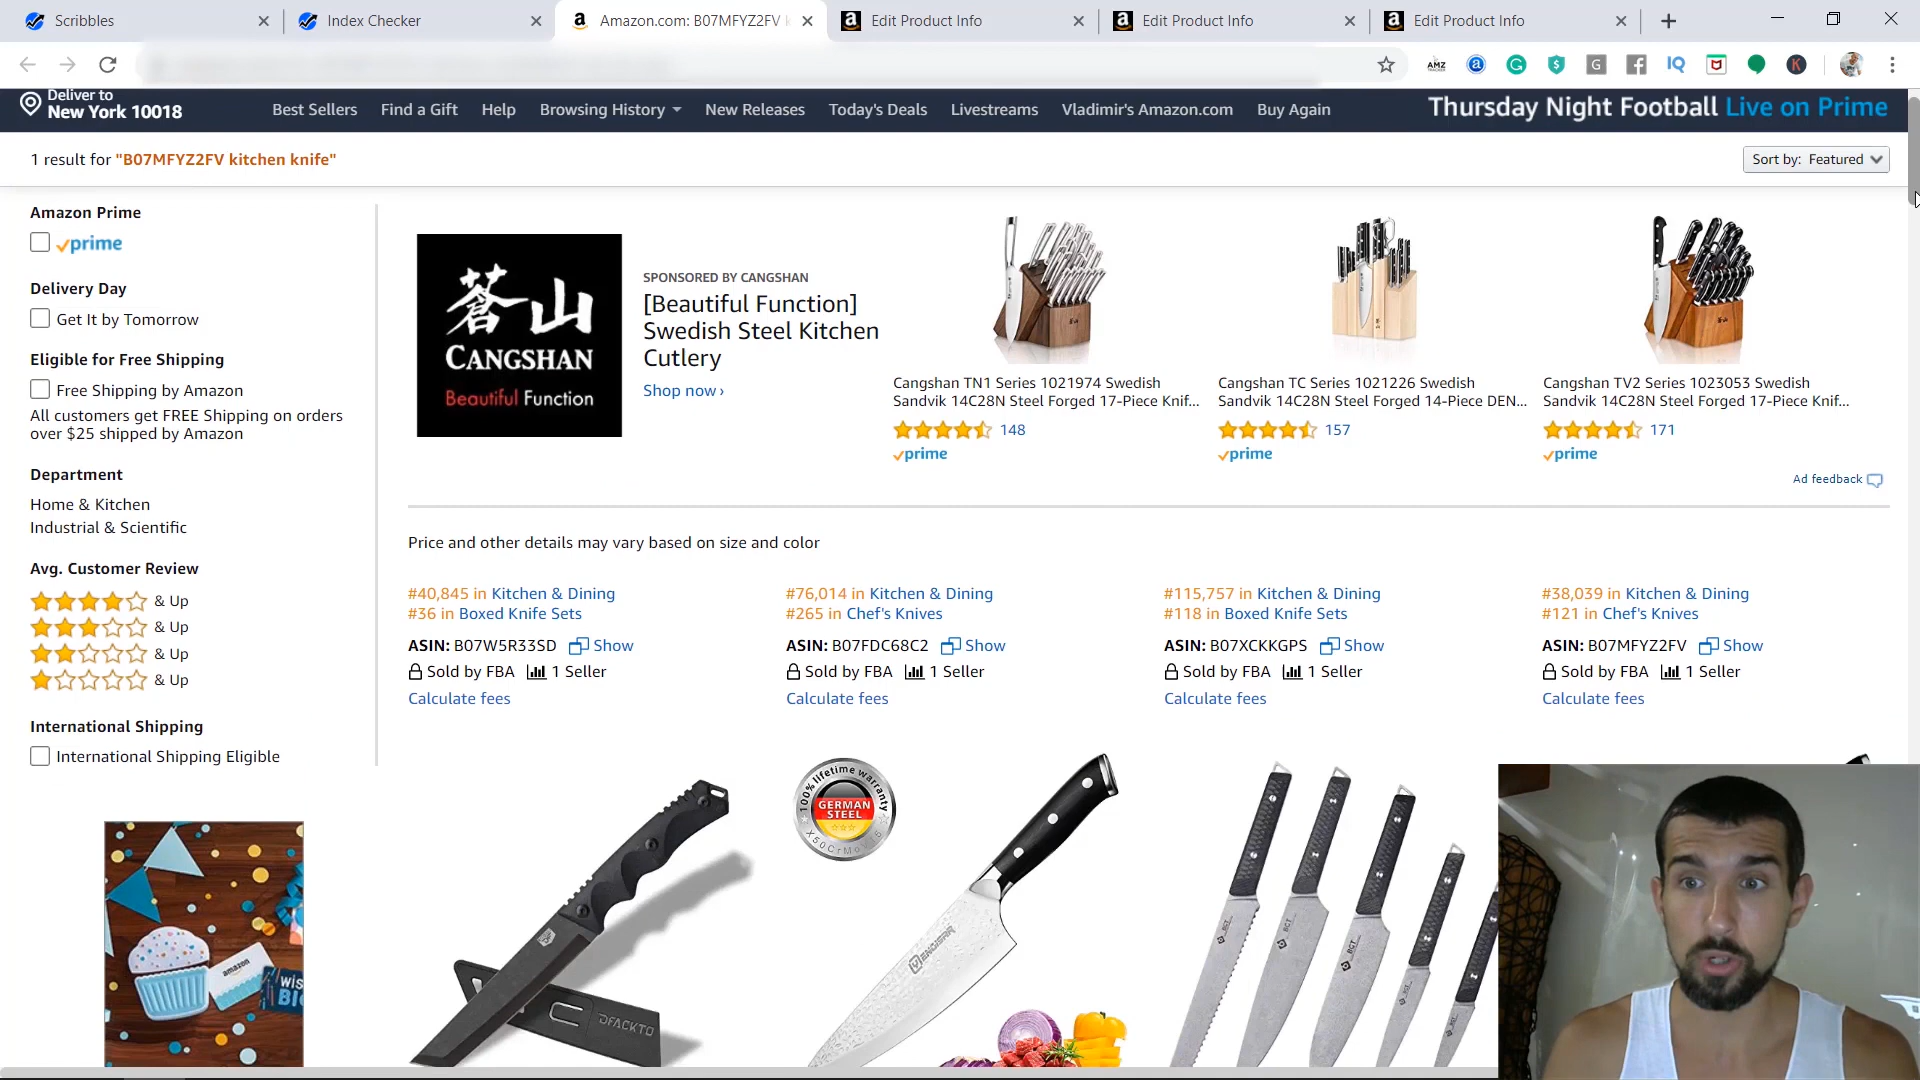 Scribbles
Index Checker
Amazon.com: B07MFYZ2FV
Edit Product Info
Edit Product Info
Edit Product Info
Deliver to
New York 10018
Best Sellers
Find a Gift
Help
Browsing History
New Releases
Today's Deals
Livestreams
Vladimir's Amazon.com
Buy Again
Thursday Night Football Live on Prime
1 result for "B07MFYZ2FV kitchen knife"
Sort by: Featured
Amazon Prime
prime
Delivery Day
Get It by Tomorrow
Eligible for Free Shipping
Free Shipping by Amazon
All customers get FREE Shipping on orders
over $25 shipped by Amazon
Department
Home & Kitchen
Industrial & Scientific
Avg. Customer Review
& Up
& Up
& Up
& Up
International Shipping
International Shipping Eligible
蒼山
CANGSHAN
Beautiful Function
SPONSORED BY CANGSHAN
[Beautiful Function]
Swedish Steel Kitchen
Cutlery
Shop now ›
Cangshan TN1 Series 1021974 Swedish
Sandvik 14C28N Steel Forged 17-Piece Knif...
148
prime
Cangshan TC Series 1021226 Swedish
Sandvik 14C28N Steel Forged 14-Piece DEN...
157
prime
Cangshan TV2 Series 1023053 Swedish
Sandvik 14C28N Steel Forged 17-Piece Knif...
171
prime
Ad feedback
Price and other details may vary based on size and color
#40,845 in Kitchen & Dining
#36 in Boxed Knife Sets
ASIN: B07W5R33SD Show
Sold by FBA 1 Seller
Calculate fees
#76,014 in Kitchen & Dining
#265 in Chef's Knives
ASIN: B07FDC68C2 Show
Sold by FBA 1 Seller
Calculate fees
#115,757 in Kitchen & Dining
#118 in Boxed Knife Sets
ASIN: B07XCKKGPS Show
Sold by FBA 1 Seller
Calculate fees
#38,039 in Kitchen & Dining
#121 in Chef's Knives
ASIN: B07MFYZ2FV Show
Sold by FBA 1 Seller
Calculate fees
amazon
DFACKTO
100% lifetime warranty
GERMAN
STEEL
X50CrMoV15